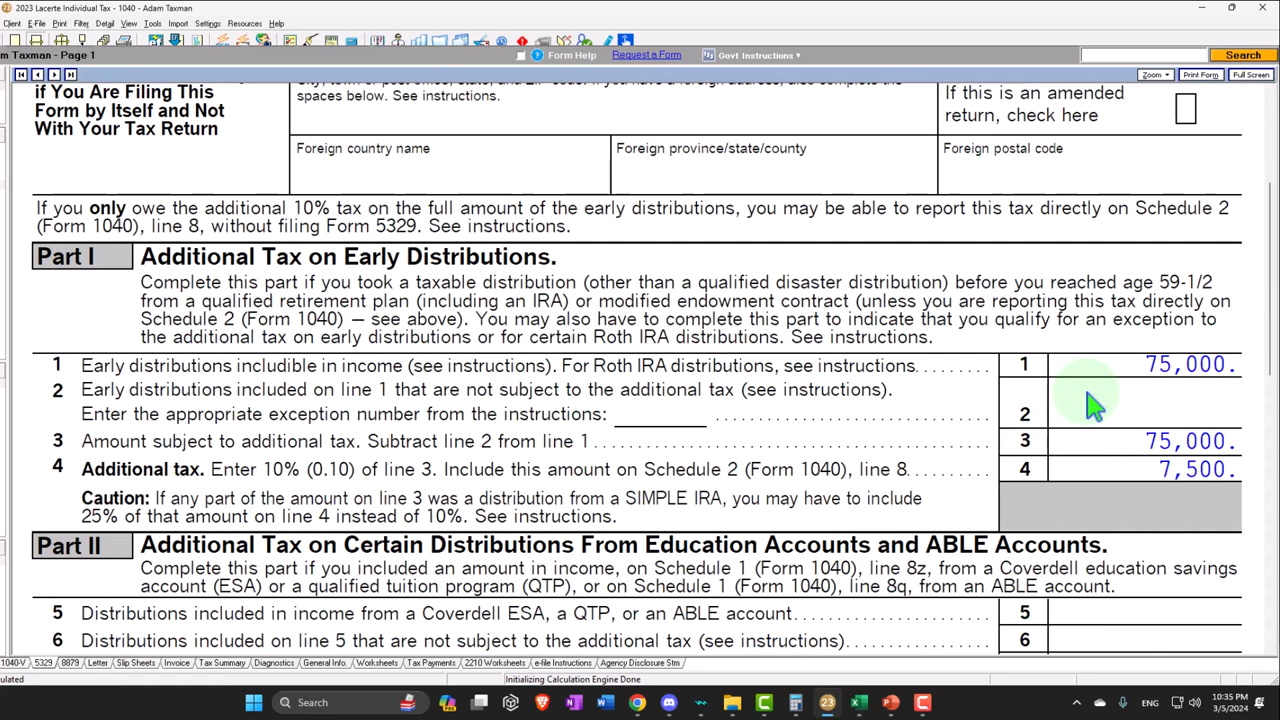 2023 Lacerte Individual Tax - 1040 - Adam Taxman
Client E-File Print Filter Detail View Tools Import Settings Resources Help
m Taxman - Page 1 Form Help Request a Form Govt Instructions Search
Zoom Print Form Full Screen
if You Are Filing This
Form by Itself and Not
With Your Tax Return
spaces below. See instructions.
If this is an amended
return, check here
Foreign country name Foreign province/state/county Foreign postal code
If you only owe the additional 10% tax on the full amount of the early distributions, you may be able to report this tax directly on Schedule 2
(Form 1040), line 8, without filing Form 5329. See instructions.
Part I Additional Tax on Early Distributions.
Complete this part if you took a taxable distribution (other than a qualified disaster distribution) before you reached age 59-1/2
from a qualified retirement plan (including an IRA) or modified endowment contract (unless you are reporting this tax directly on
Schedule 2 (Form 1040) — see above). You may also have to complete this part to indicate that you qualify for an exception to
the additional tax on early distributions or for certain Roth IRA distributions. See instructions.
1 Early distributions includible in income (see instructions). For Roth IRA distributions, see instructions........ 1 75,000.
2 Early distributions included on line 1 that are not subject to the additional tax (see instructions).
Enter the appropriate exception number from the instructions: 2
3 Amount subject to additional tax. Subtract line 2 from line 1 3 75,000.
4 Additional tax. Enter 10% (0.10) of line 3. Include this amount on Schedule 2 (Form 1040), line 8. 4 7,500.
Caution: If any part of the amount on line 3 was a distribution from a SIMPLE IRA, you may have to include
25% of that amount on line 4 instead of 10%. See instructions.
Part II Additional Tax on Certain Distributions From Education Accounts and ABLE Accounts.
Complete this part if you included an amount in income, on Schedule 1 (Form 1040), line 8z, from a Coverdell education savings
account (ESA) or a qualified tuition program (QTP), or on Schedule 1 (Form 1040), line 8q, from an ABLE account.
5 Distributions included in income from a Coverdell ESA, a QTP, or an ABLE account 5
6 Distributions included on line 5 that are not subject to the additional tax (see instructions) 6
1040-V 5329 8879 Letter Slip Sheets Invoice Tax Summary Diagnostics General Info. Worksheets Tax Payments 2210 Worksheets e-file Instructions Agency Disclosure Stm
ulated Initializing Calculation Engine Done
Search ENG 10:35 PM
3/5/2024